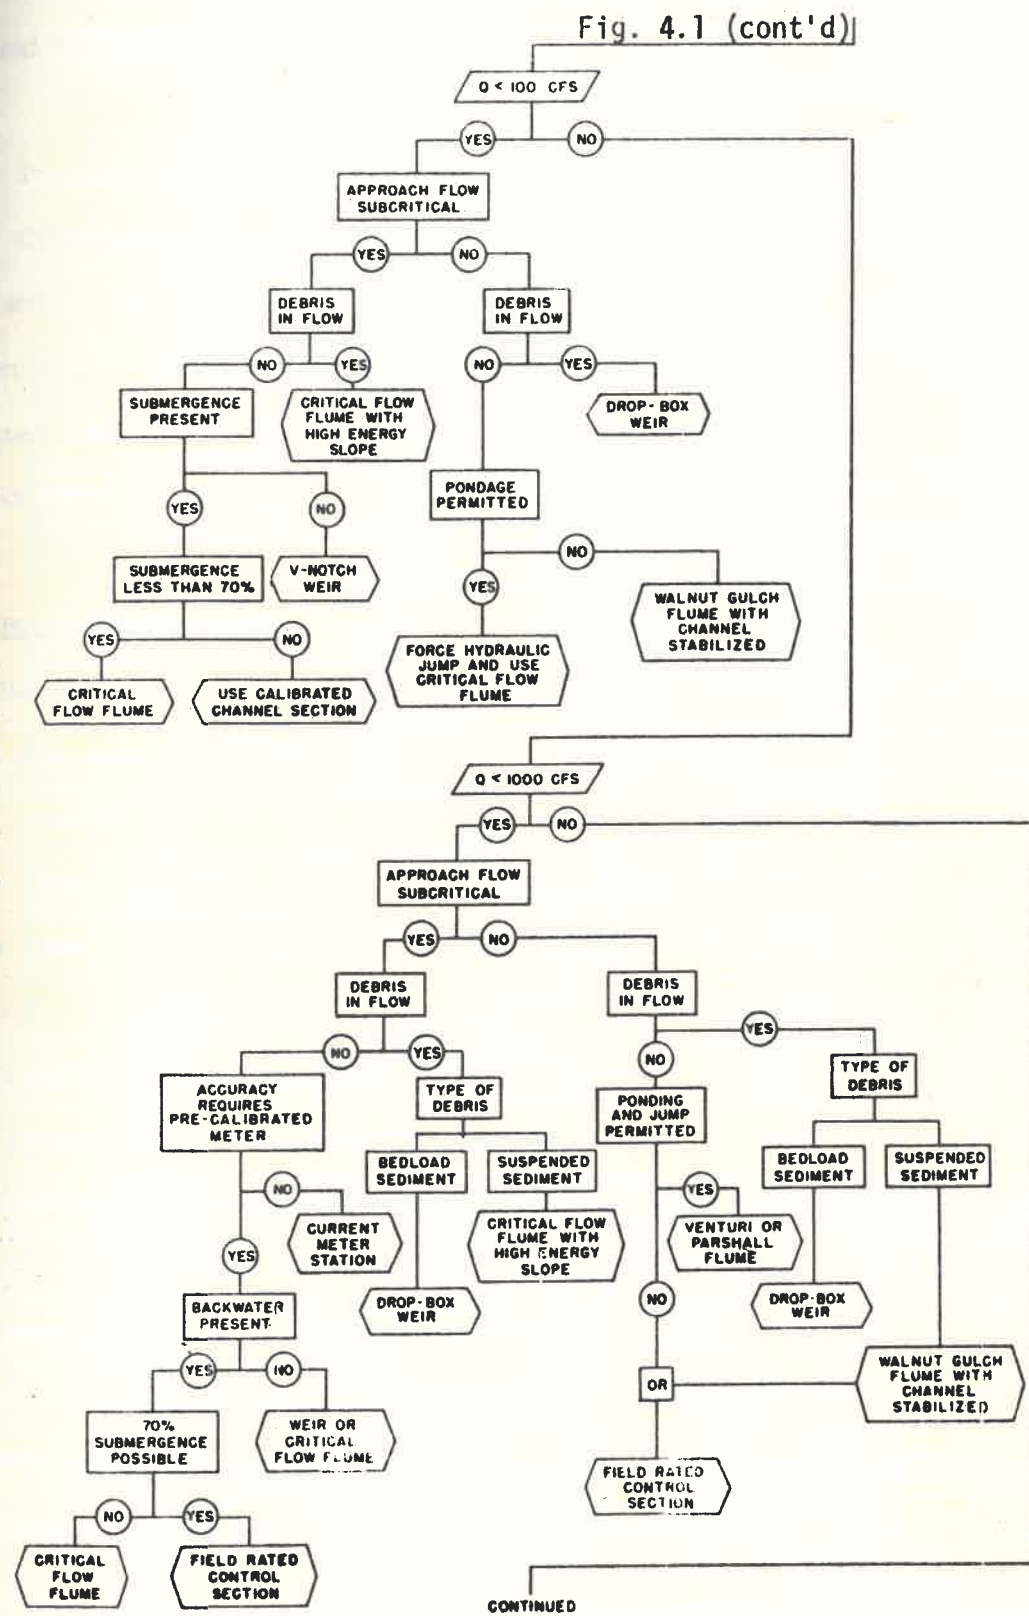 Fig. 4.1 (cont'd)
Q < 100 CFS
YES
NO
APPROACH FLOW
SUBCRITICAL
YES
NO
DEBRIS
IN FLOW
DEBRIS
IN FLOW
NO
YES
NO
YES
SUBMERGENCE
PRESENT
CRITICAL FLOW
FLUME WITH
HIGH ENERGY
SLOPE
DROP-BOX
WEIR
PONDAGE
PERMITTED
YES
NO
NO
SUBMERGENCE
LESS THAN 70%
V-NOTCH
WEIR
YES
WALNUT GULCH
FLUME WITH
CHANNEL
STABILIZED
YES
NO
FORCE HYDRAULIC
JUMP AND USE
CRITICAL FLOW
FLUME
CRITICAL
FLOW FLUME
USE CALIBRATED
CHANNEL SECTION
Q < 1000 CFS
YES
NO
APPROACH FLOW
SUBCRITICAL
YES
NO
DEBRIS
IN FLOW
DEBRIS
IN FLOW
NO
YES
NO
YES
ACCURACY
REQUIRES
PRE-CALIBRATED
METER
TYPE OF
DEBRIS
PONDING
AND JUMP
PERMITTED
TYPE OF
DEBRIS
BEDLOAD
SEDIMENT
SUSPENDED
SEDIMENT
BEDLOAD
SEDIMENT
SUSPENDED
SEDIMENT
NO
YES
CURRENT
METER
STATION
CRITICAL FLOW
FLUME WITH
HIGH ENERGY
SLOPE
VENTURI OR
PARSHALL
FLUME
YES
DROP-BOX
WEIR
NO
DROP-BOX
WEIR
BACKWATER
PRESENT
YES
NO
OR
WALNUT GULCH
FLUME WITH
CHANNEL
STABILIZED
70%
SUBMERGENCE
POSSIBLE
WEIR OR
CRITICAL
FLOW FLUME
FIELD RATED
CONTROL
SECTION
NO
YES
CRITICAL
FLOW
FLUME
FIELD RATED
CONTROL
SECTION
CONTINUED